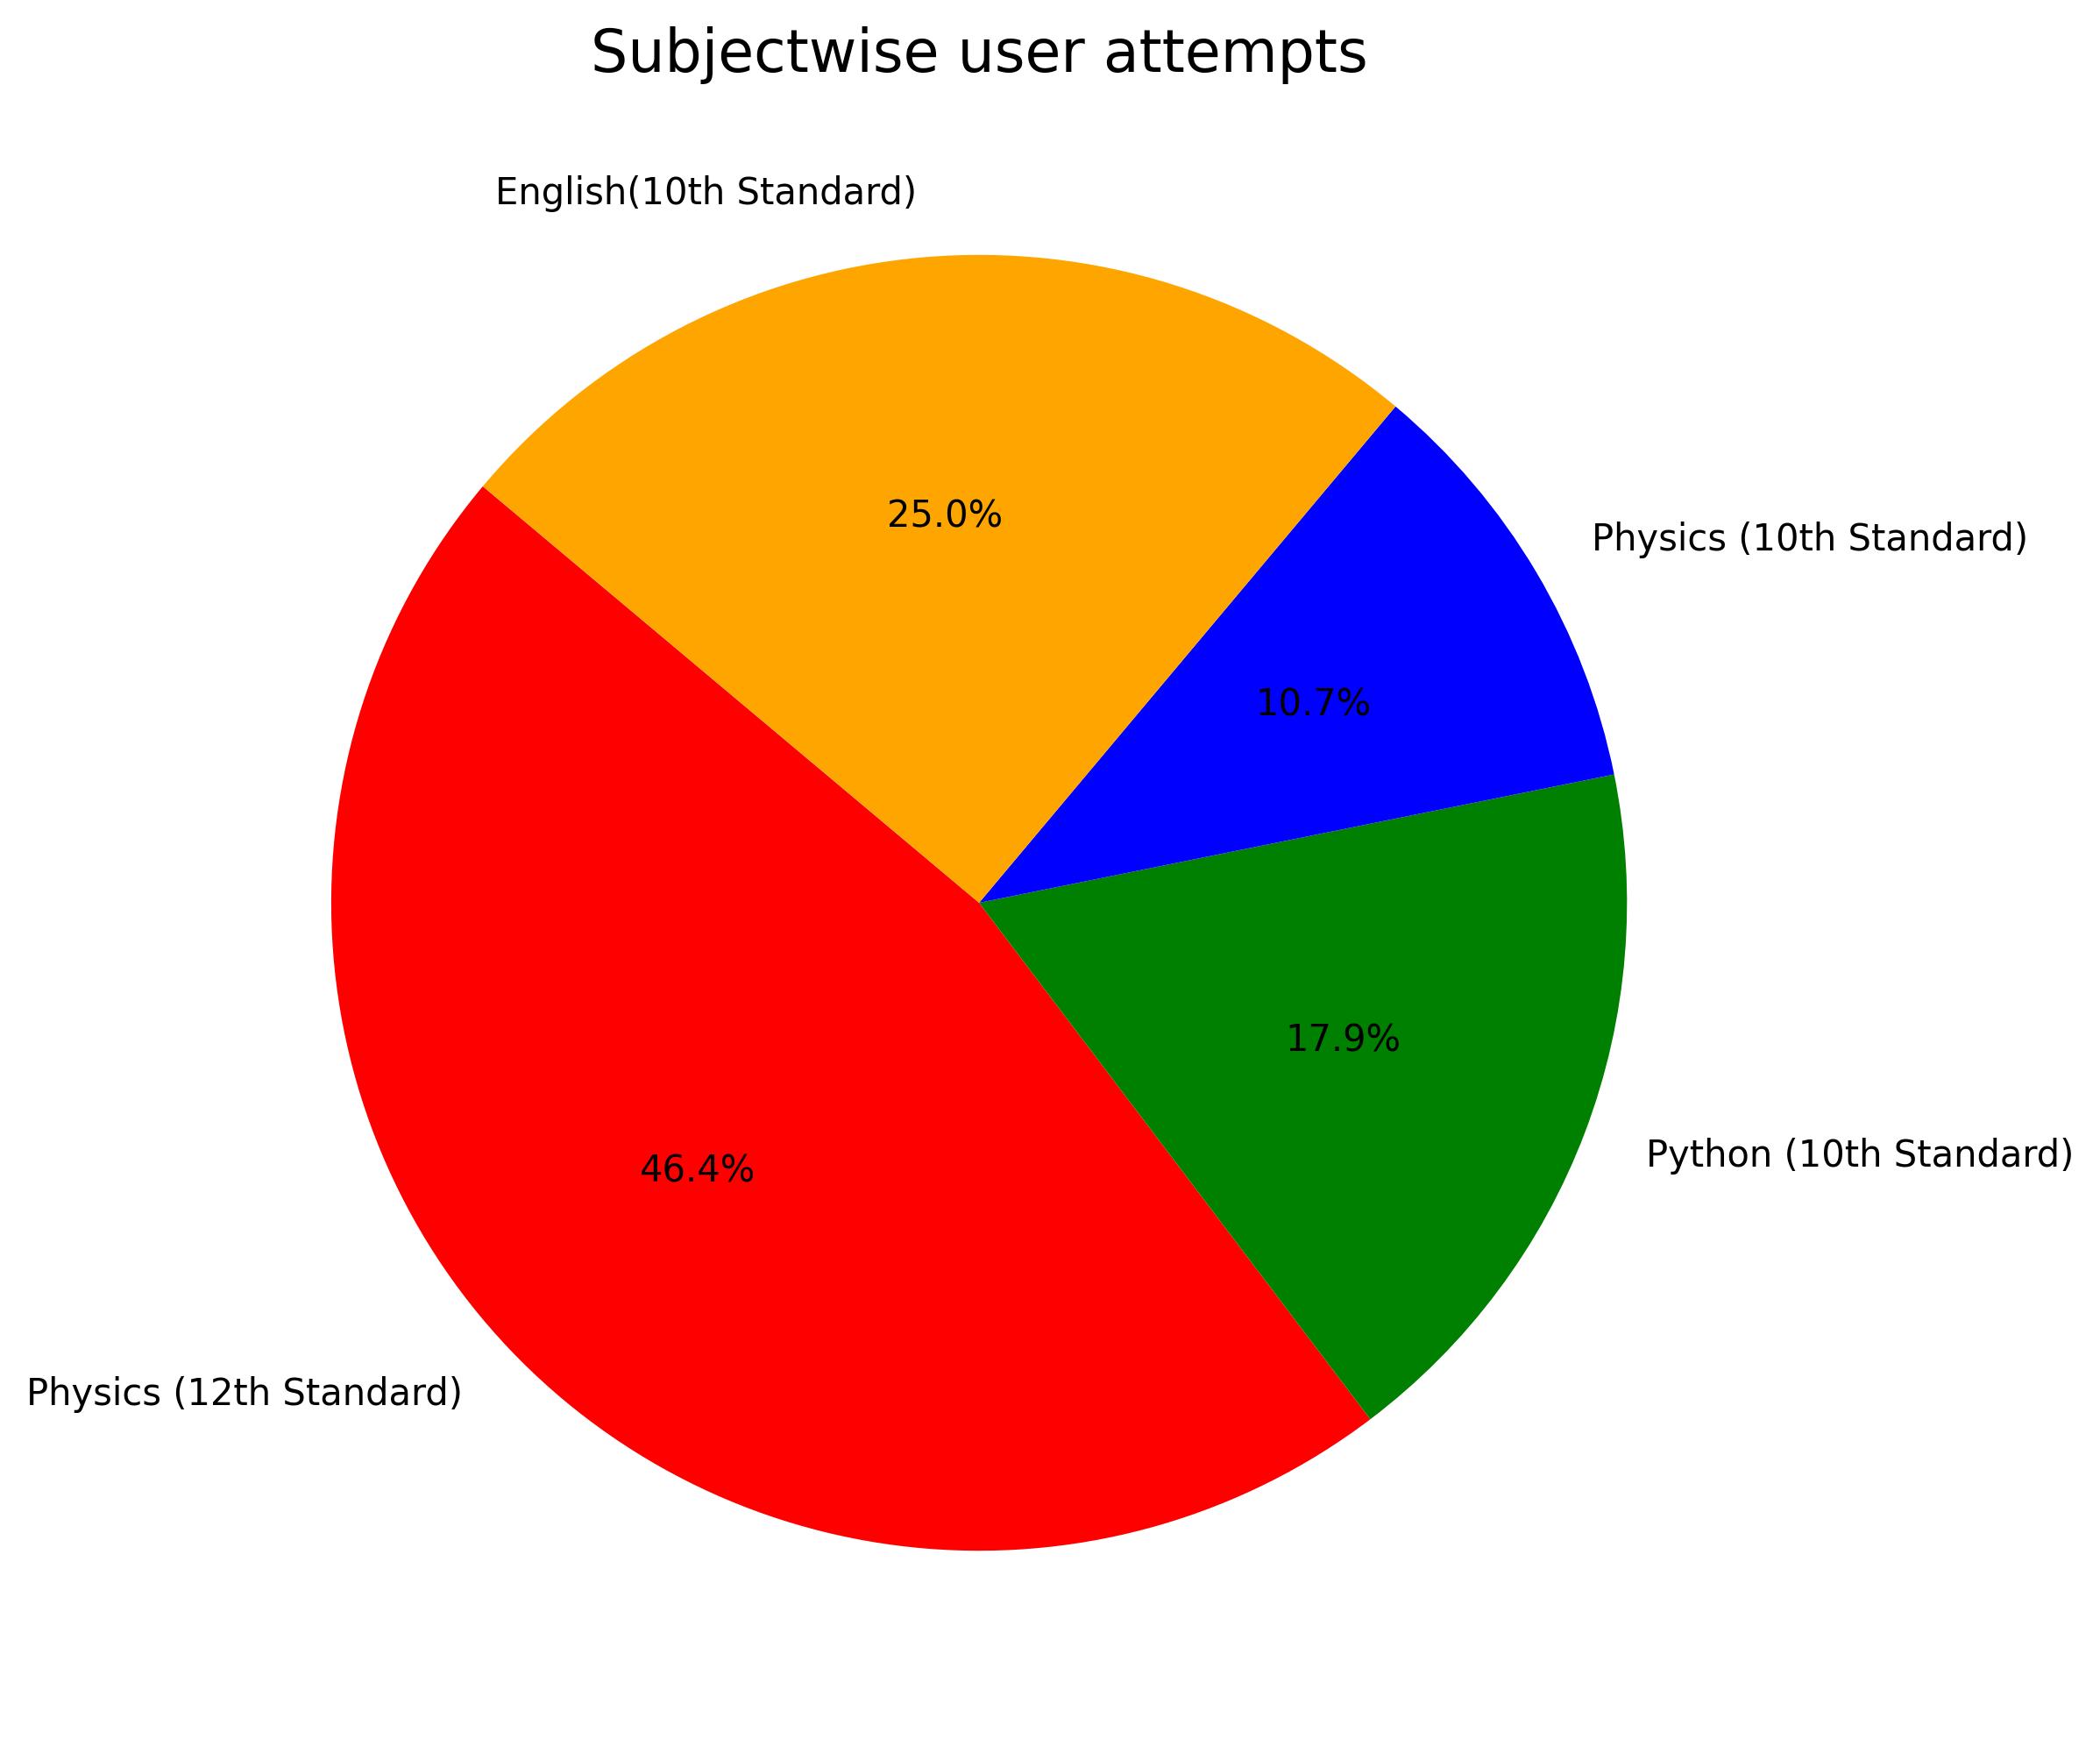 Subjectwise user attempts
English(10th Standard)
25.0%
Physics (10th Standard)
10.7%
17.9%
Python (10th Standard)
46.4%
Physics (12th Standard)